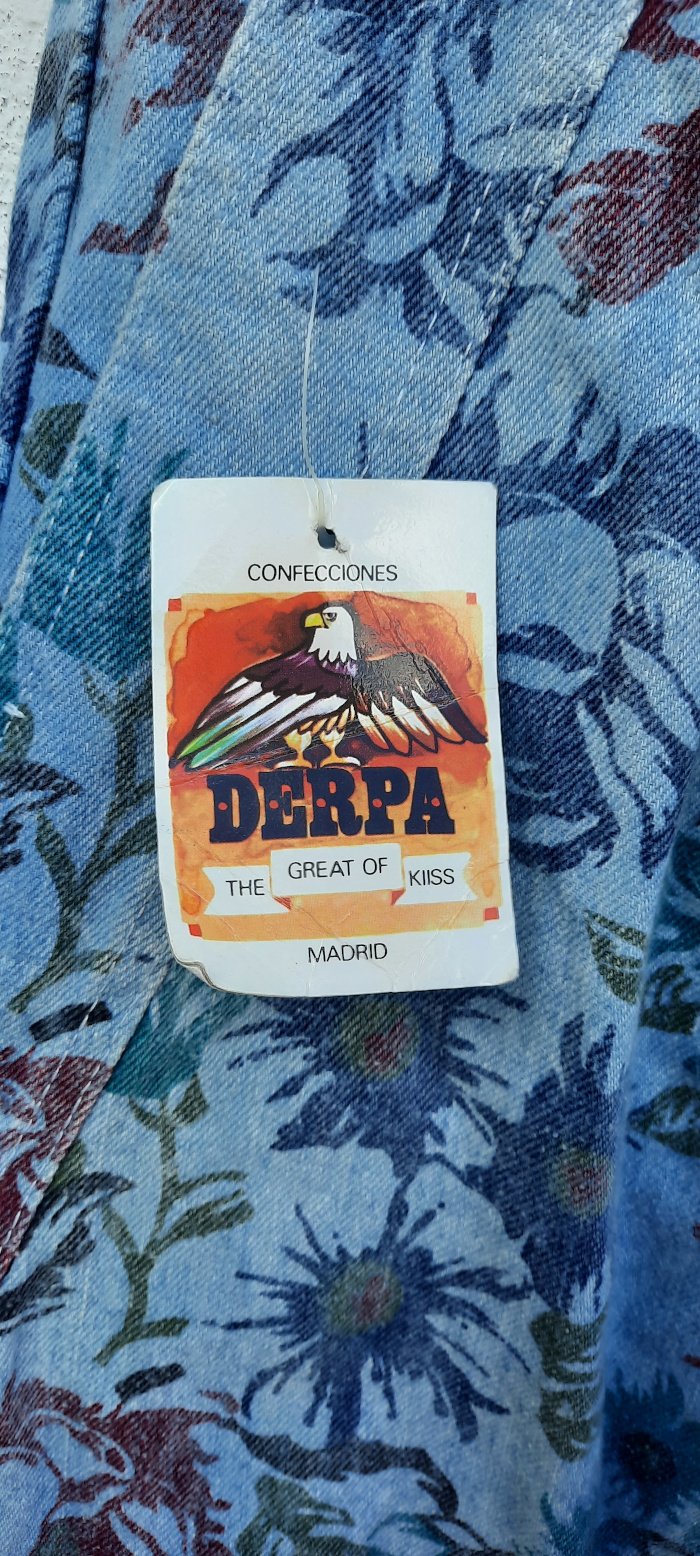 CONFECCIONES
DERPA
THE GREAT OF KIISS
MADRID